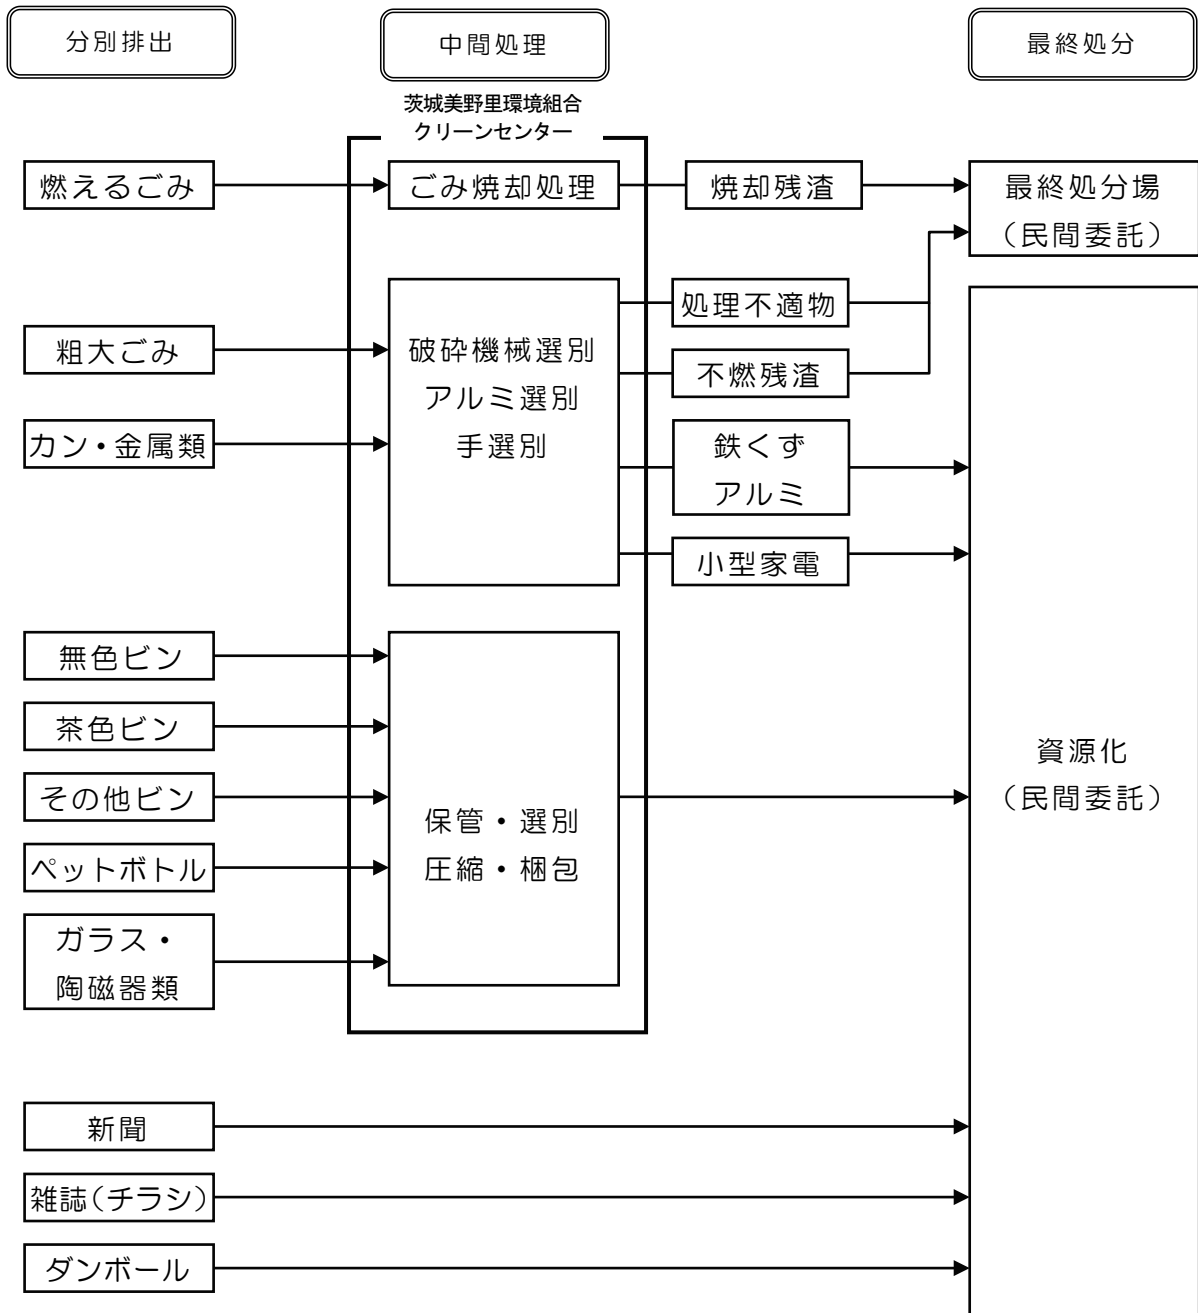 分別排出
中間処理
最終処分
茨城美野里環境組合
クリーンセンター
燃えるごみ
ごみ焼却処理
焼却残渣
最終処分場
（民間委託）
処理不適物
粗大ごみ
破砕機械選別
アルミ選別
手選別
不燃残渣
カン・金属類
鉄くず
アルミ
小型家電
無色ビン
茶色ビン
その他ビン
ペットボトル
ガラス・
陶磁器類
保管・選別
圧縮・梱包
資源化
（民間委託）
新聞
雑誌（チラシ）
ダンボール